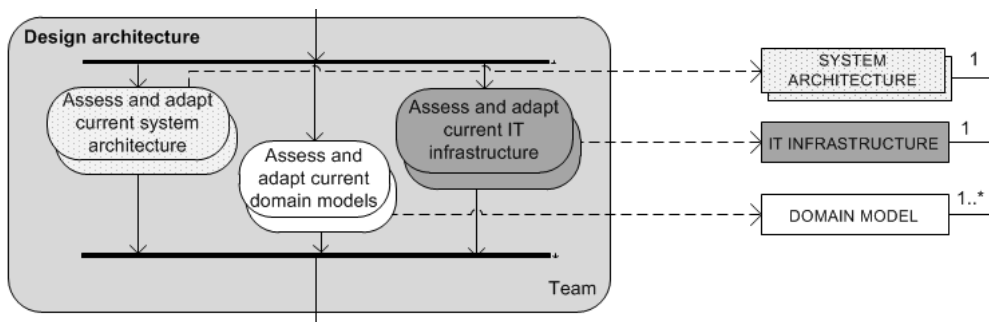 Design architecture
Assess and adapt
current system
architecture
Assess and
adapt current
domain models
Assess and adapt
current IT
infrastructure
Team
SYSTEM
ARCHITECTURE
1
IT INFRASTRUCTURE
1
DOMAIN MODEL
1..*